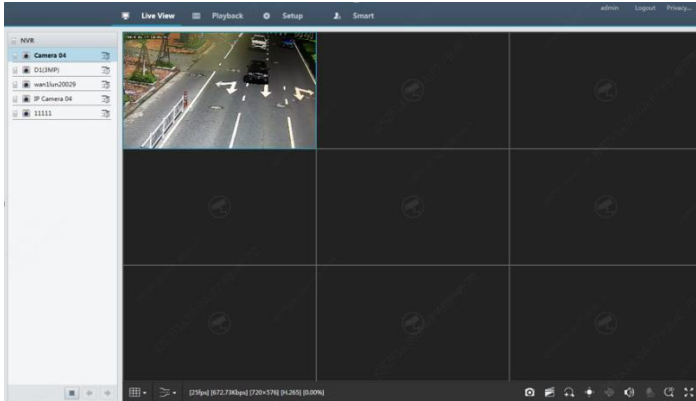 admin Logout Privacy...
Live View Playback Setup Smart
NVR
Camera 04
D1(3MP)
wan1lun20029
IP Camera 04
11111
[25fps] [672.73Kbps] [720×576] [H.265] [0.00%]